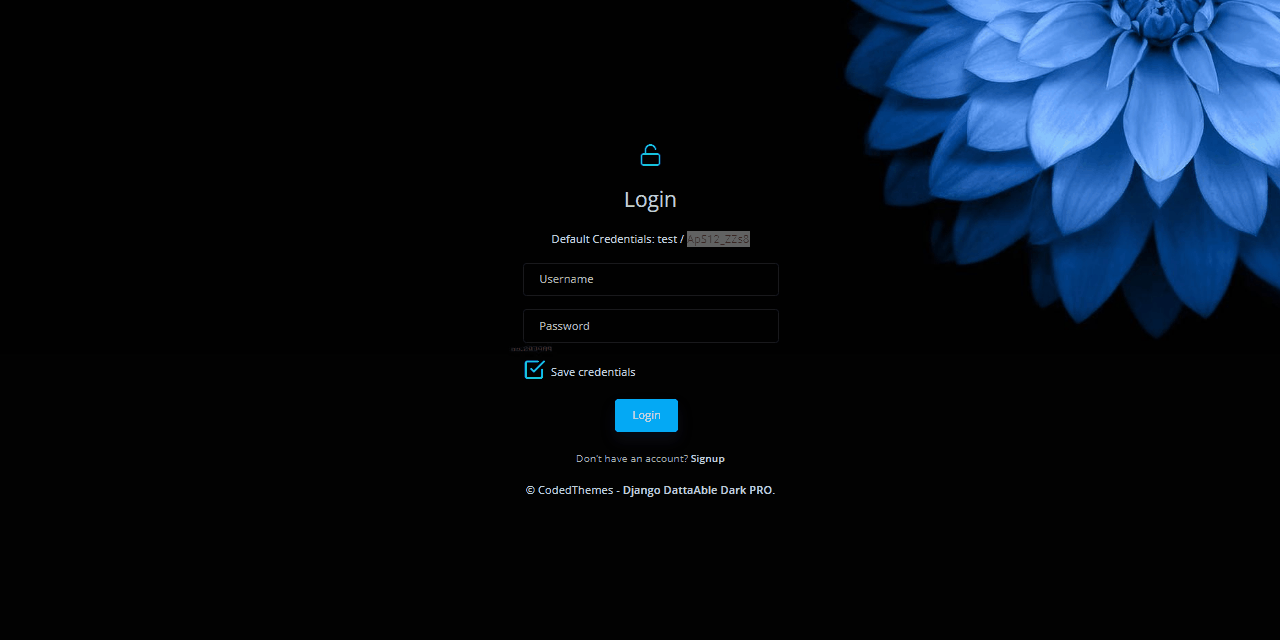 Login
Default Credentials: test / ApS12_ZZs8
Username
Password
Save credentials
Login
Don't have an account? Signup
© CodedThemes - Django DattaAble Dark PRO.